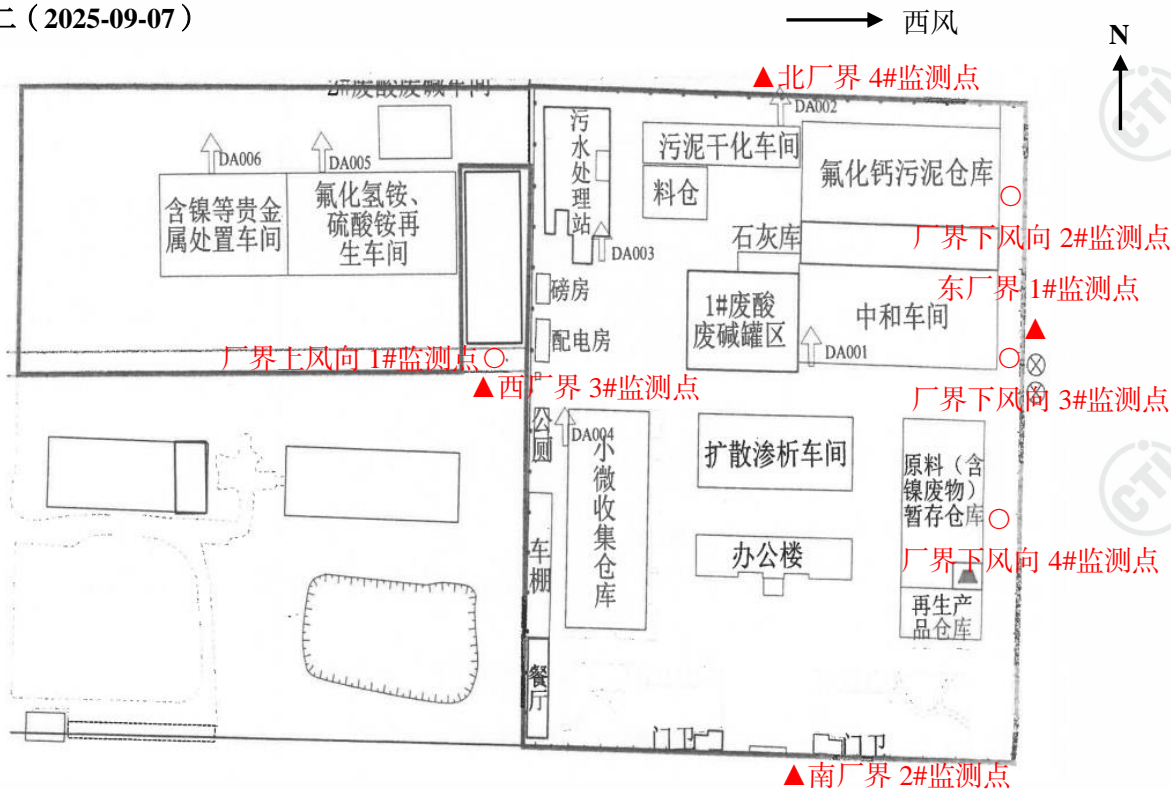 二（2025-09-07）
西风
N
▲北厂界 4#监测点
CTI
2#废酸废碱车间
DA002
DA006
DA005
污水处理站
污泥干化车间
氟化钙污泥仓库
料仓
含镍等贵金
属处置车间
氟化氢铵、
硫酸铵再
生车间
DA003
石灰库
厂界下风向 2#监测点
磅房
东厂界 1#监测点
1#废酸
废碱罐区
中和车间
配电房
DA001
厂界上风向 1#监测点
▲西厂界 3#监测点
厂界下风向 3#监测点
公厕
DA004
小微收集仓库
扩散渗析车间
原料（含
镍废物）
暂存仓库
CTI
车棚
办公楼
厂界下风向 4#监测点
再生产
品仓库
餐厅
门卫
门卫
▲南厂界 2#监测点